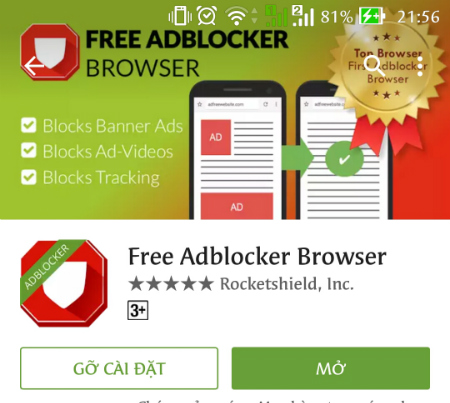 81% 21:56
FREE ADBLOCKER
BROWSER
Top Browser
First Adblocker
Browser
Blocks Banner Ads
Blocks Ad-Videos
Blocks Tracking
adfreewebsite.com
adfreewebsite.com
AD
AD
ADBLOCKER
Free Adblocker Browser
Rocketshield, Inc.
3+
GỠ CÀI ĐẶT
MỞ